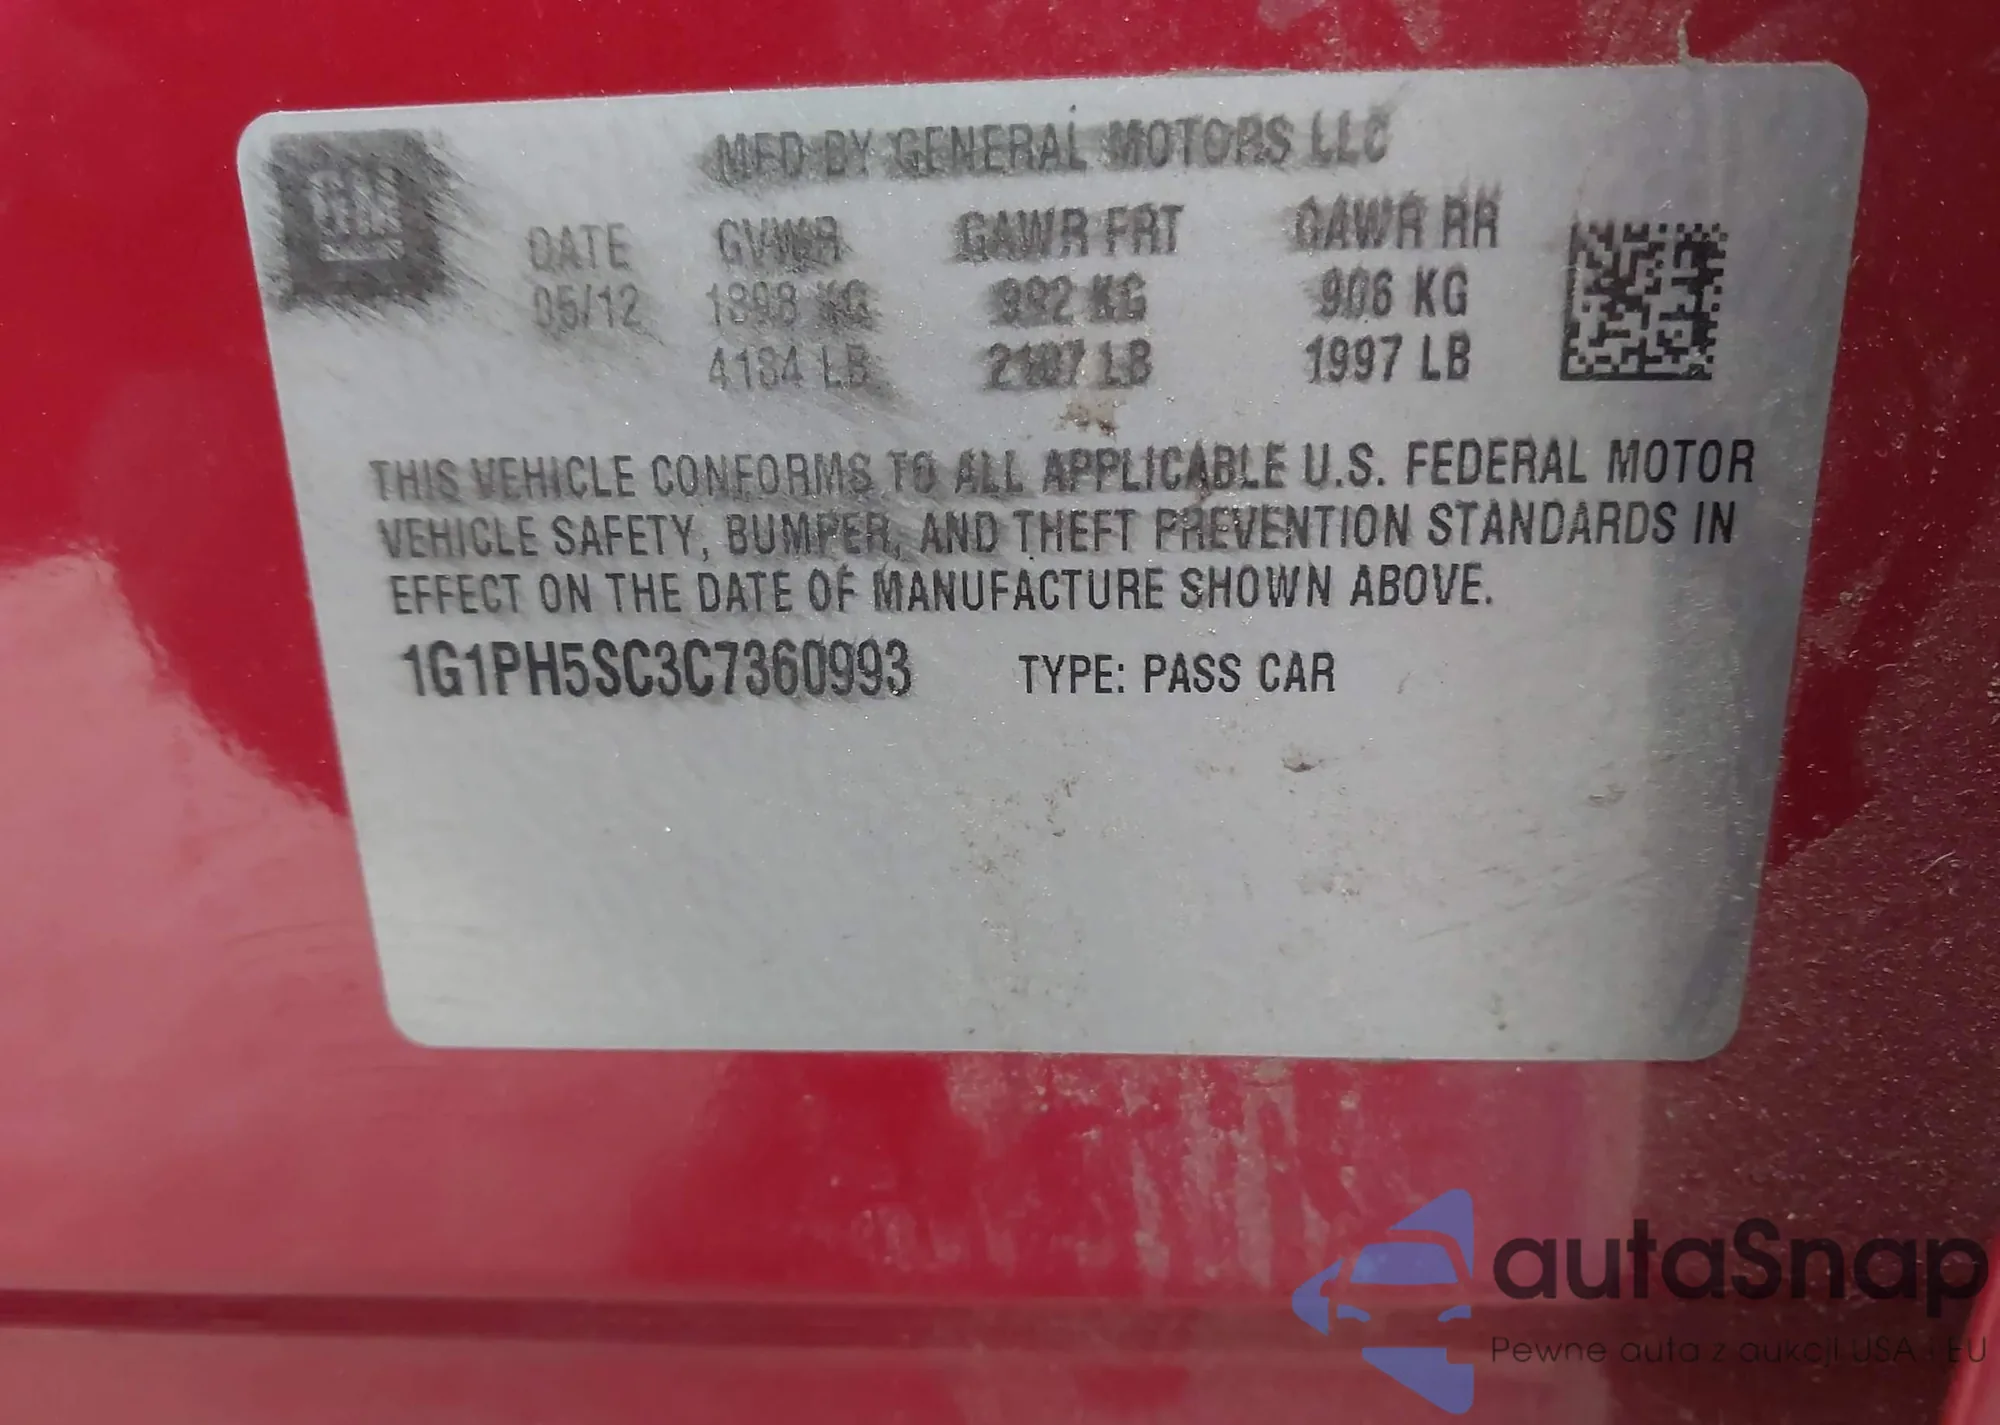 GM
MFD BY GENERAL MOTORS LLC
DATE GVWR GAWR FRT GAWR RR
05/12 1898 KG 992 KG 906 KG
4184 LB 2187 LB 1997 LB
THIS VEHICLE CONFORMS TO ALL APPLICABLE U.S. FEDERAL MOTOR
VEHICLE SAFETY, BUMPER, AND THEFT PREVENTION STANDARDS IN
EFFECT ON THE DATE OF MANUFACTURE SHOWN ABOVE.
1G1PH5SC3C7360993 TYPE: PASS CAR
autaSnap
Pewne auta z aukcji USA i EU